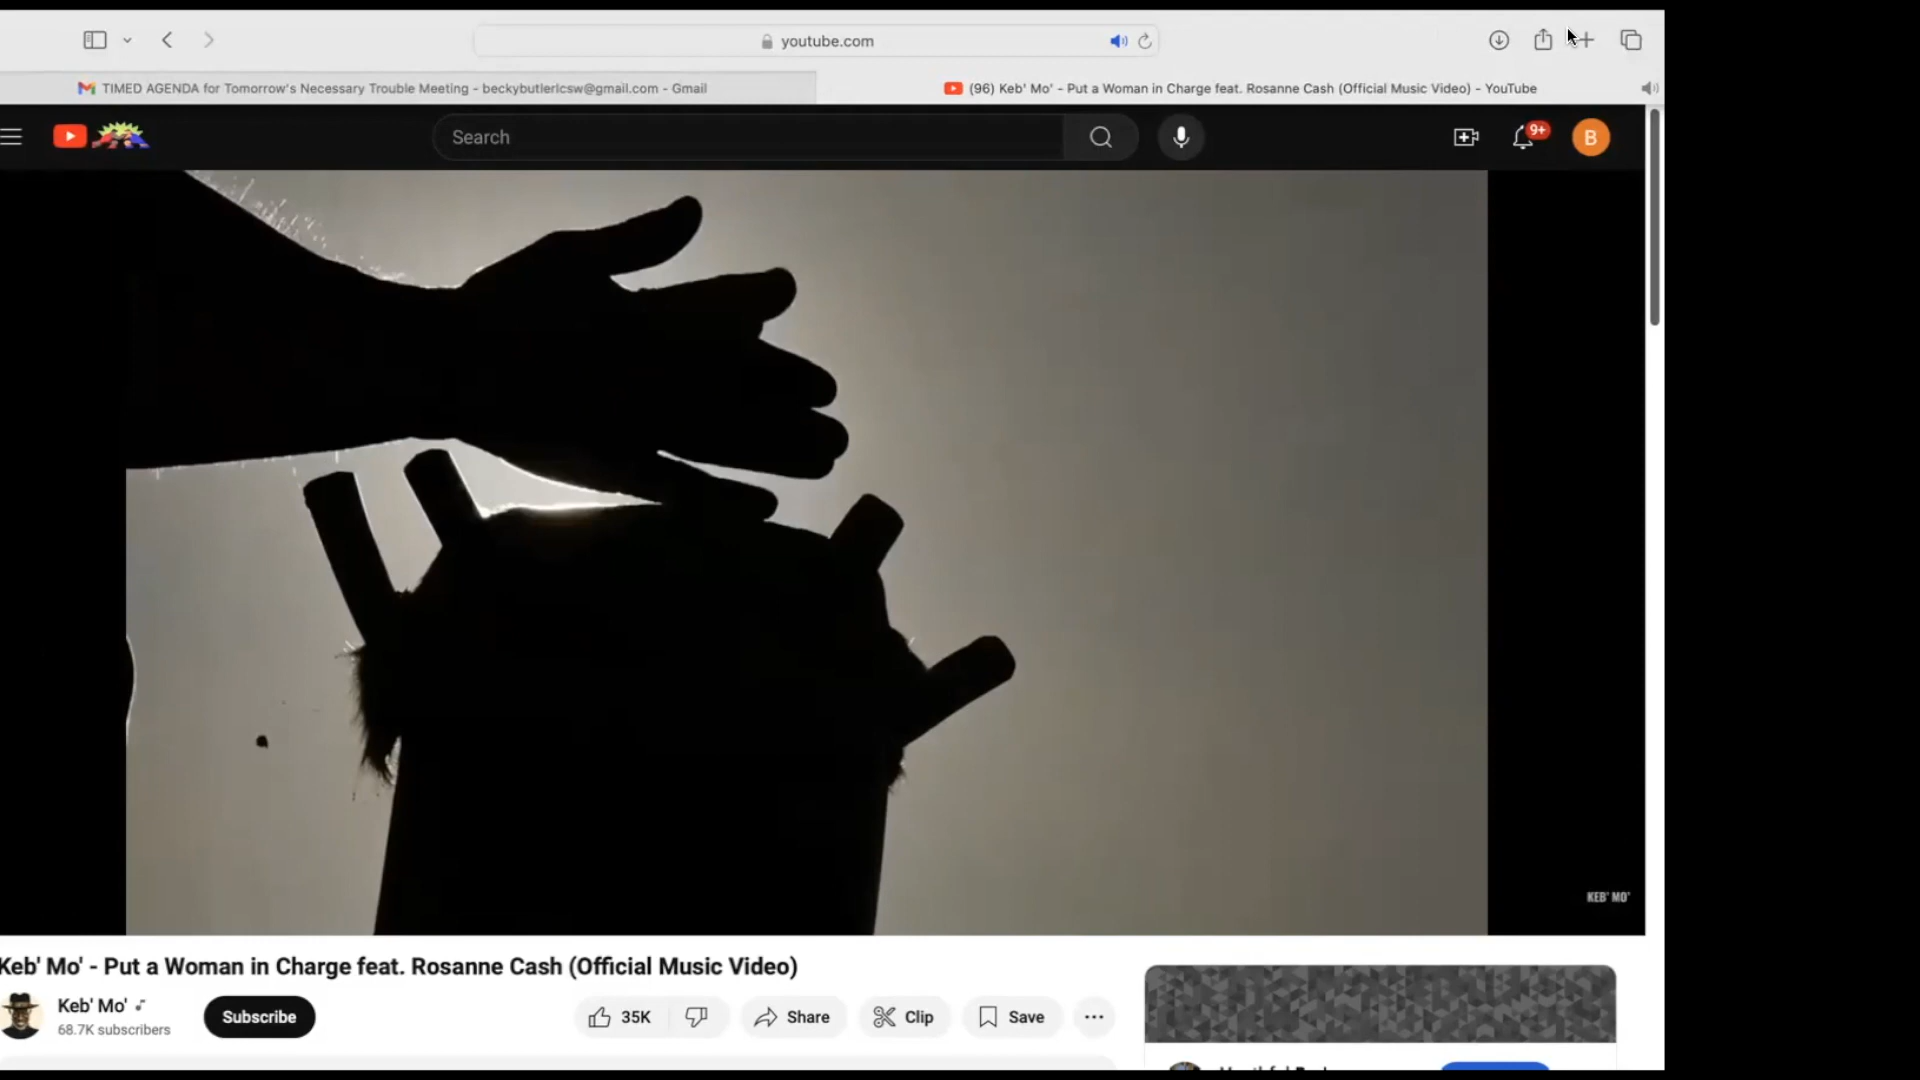 youtube.com
TIMED AGENDA for Tomorrow's Necessary Trouble Meeting - beckybutlerlcsw@gmail.com - Gmail
(96) Keb' Mo' - Put a Woman in Charge feat. Rosanne Cash (Official Music Video) - YouTube
Search
9+
B
KEB' MO'
Keb' Mo' - Put a Woman in Charge feat. Rosanne Cash (Official Music Video)
Keb' Mo'
68.7K subscribers
Subscribe
35K
Share
Clip
Save